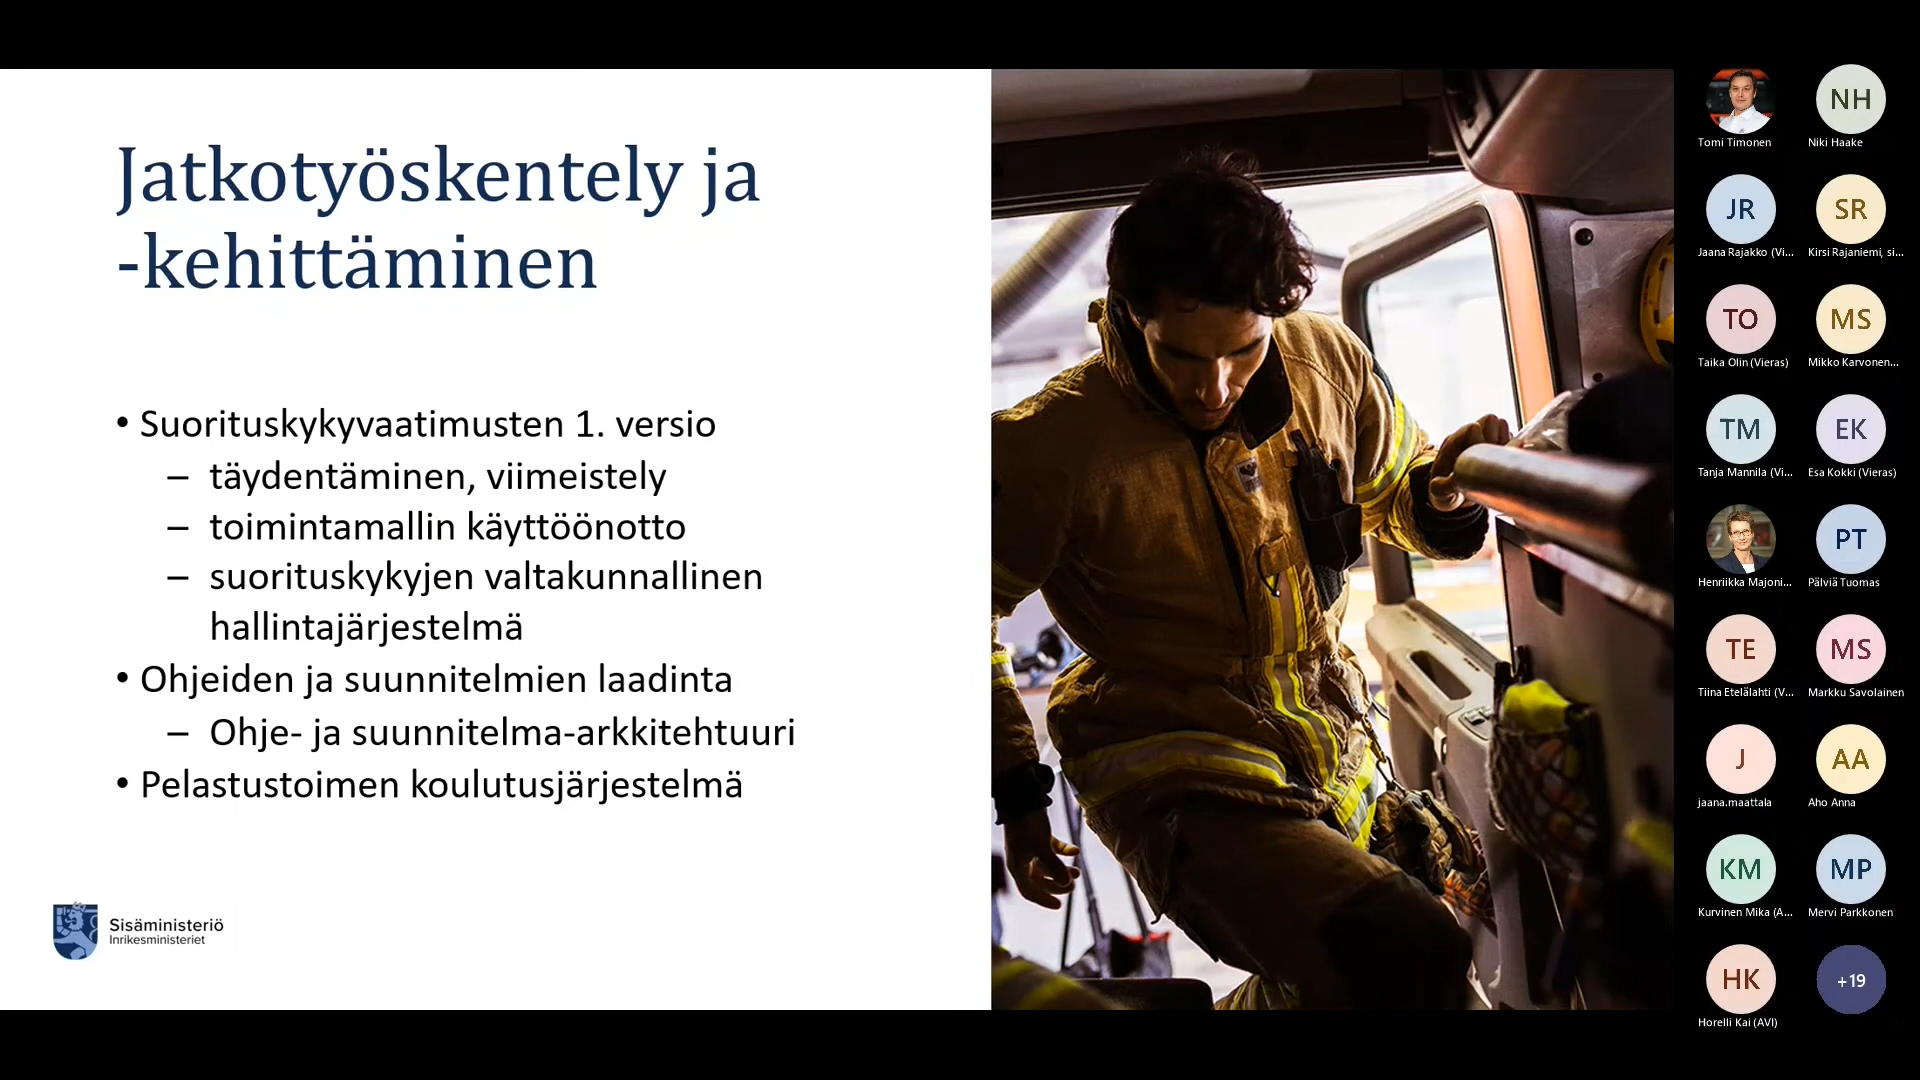 Jatkotyöskentely ja
-kehittäminen
• Suorituskykyvaatimusten 1. versio
– täydentäminen, viimeistely
– toimintamallin käyttöönotto
– suorituskykyjen valtakunnallinen
hallintajärjestelmä
• Ohjeiden ja suunnitelmien laadinta
– Ohje- ja suunnitelma-arkkitehtuuri
• Pelastustoimen koulutusjärjestelmä
Sisäministeriö
Inrikesministeriet
Tomi Timonen
NH
Niki Haake
JR
Jaana Rajakko (Vi...
SR
Kirsi Rajaniemi, si...
TO
Taika Olin (Vieras)
MS
Mikko Karvonen...
TM
Tanja Mannila (Vi...
EK
Esa Kokki (Vieras)
Henriikka Majoni...
PT
Pälviä Tuomas
TE
Tiina Etelälahti (V...
MS
Markku Savolainen
J
jaana.maattala
AA
Aho Anna
KM
Kurvinen Mika (A...
MP
Mervi Parkkonen
HK
Horelli Kai (AVI)
+19